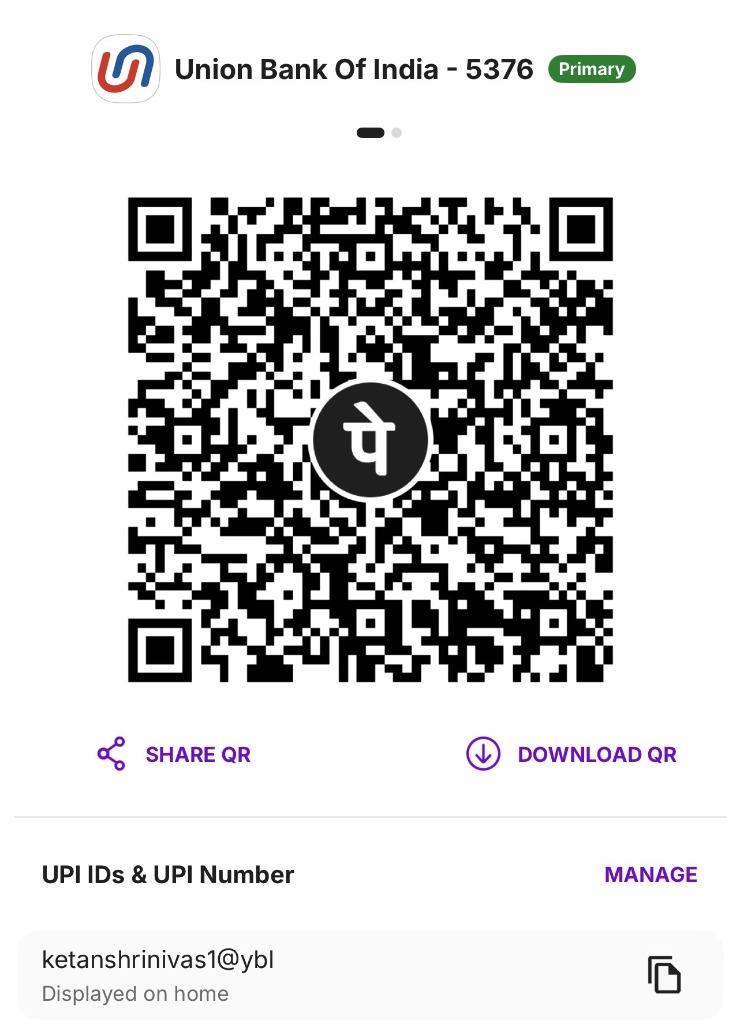 Union Bank Of India - 5376 Primary
पे
SHARE QR
DOWNLOAD QR
UPI IDs & UPI Number
MANAGE
ketanshrinivas1@ybl
Displayed on home